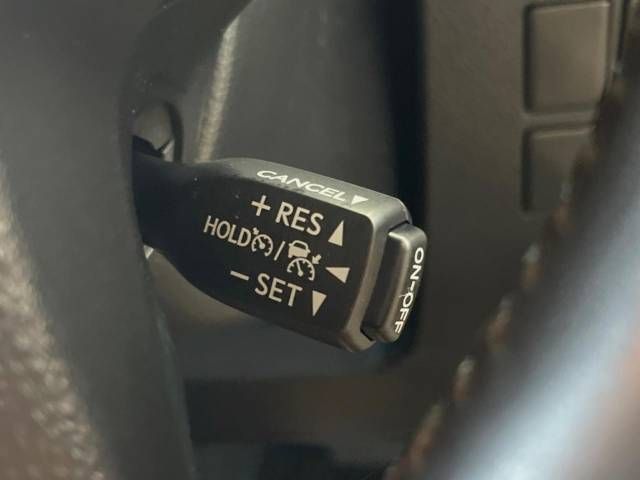 CANCEL▼
+ RES ▲
HOLD / ◀
− SET ▼
ON-OFF